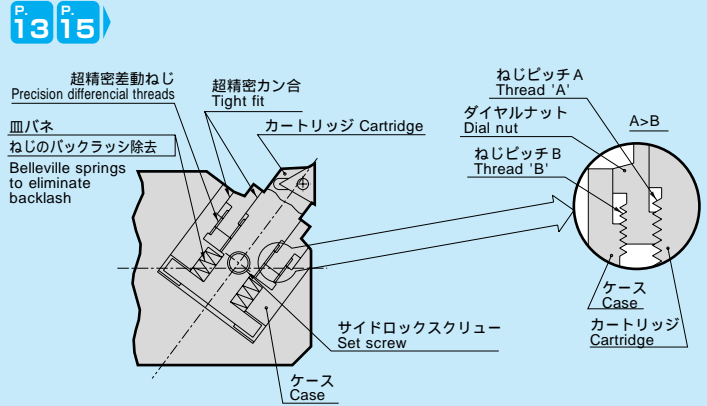 P.
13
P.
15
超精密差動ねじ
Precision differencial threads
超精密カン合
Tight fit
カートリッジ Cartridge
皿バネ
ねじのバックラッシ除去
Belleville springs
to eliminate
backlash
ねじピッチA
Thread 'A'
ダイヤルナット
Dial nut
ねじピッチB
Thread 'B'
A>B
ケース
Case
カートリッジ
Cartridge
サイドロックスクリュー
Set screw
ケース
Case